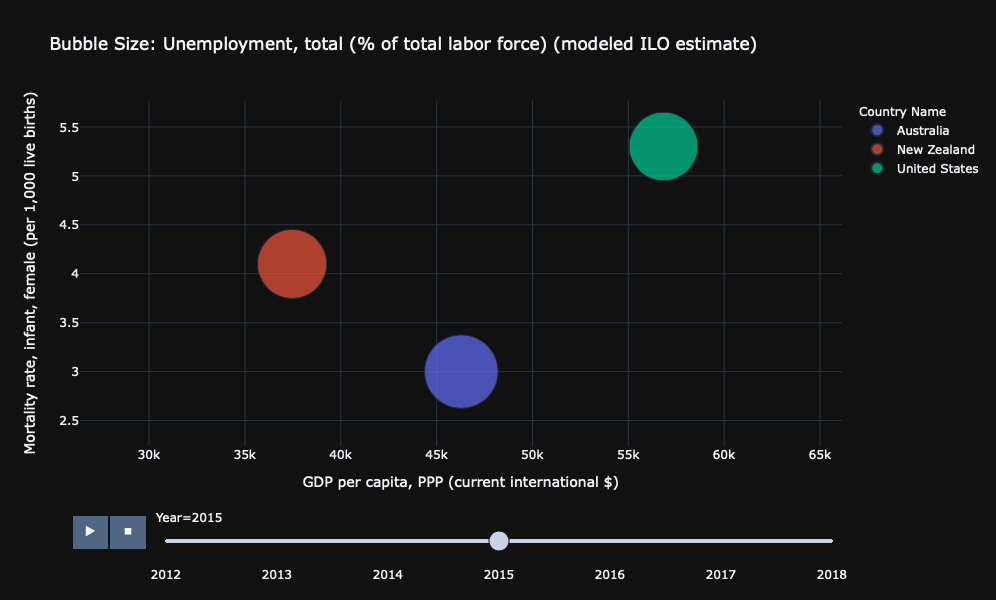 Bubble Size: Unemployment, total (% of total labor force) (modeled ILO estimate)
Mortality rate, infant, female (per 1,000 live births)
5.5
5
4.5
4
3.5
3
2.5
30k 35k 40k 45k 50k 55k 60k 65k
GDP per capita, PPP (current international $)
Country Name
Australia
New Zealand
United States
Year=2015
2012 2013 2014 2015 2016 2017 2018